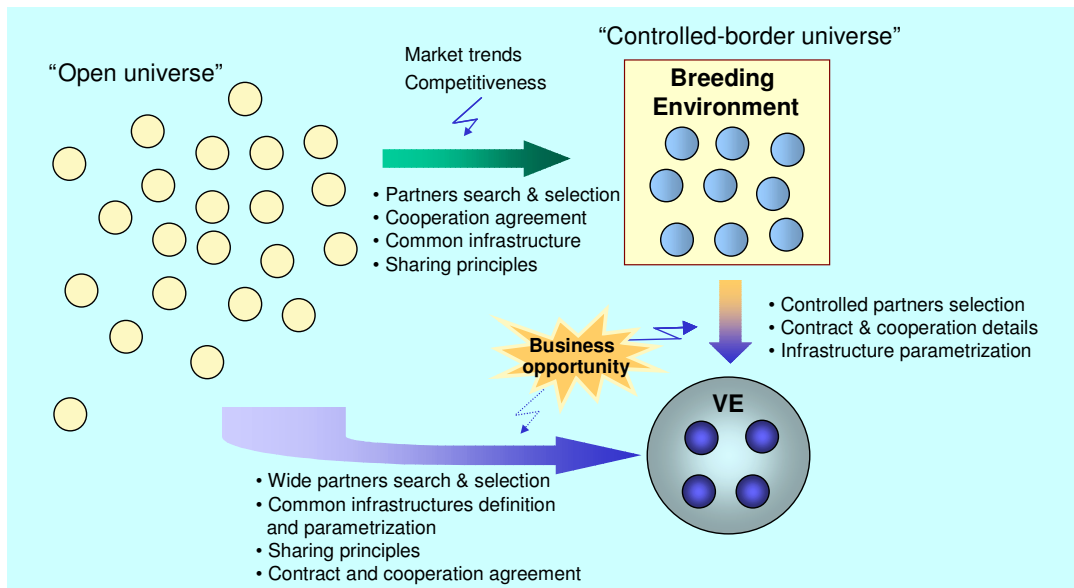 “Open universe”
Market trends
Competitiveness
“Controlled-border universe”
Breeding
Environment
• Partners search & selection
• Cooperation agreement
• Common infrastructure
• Sharing principles
• Controlled partners selection
• Contract & cooperation details
• Infrastructure parametrization
Business
opportunity
VE
• Wide partners search & selection
• Common infrastructures definition
and parametrization
• Sharing principles
• Contract and cooperation agreement